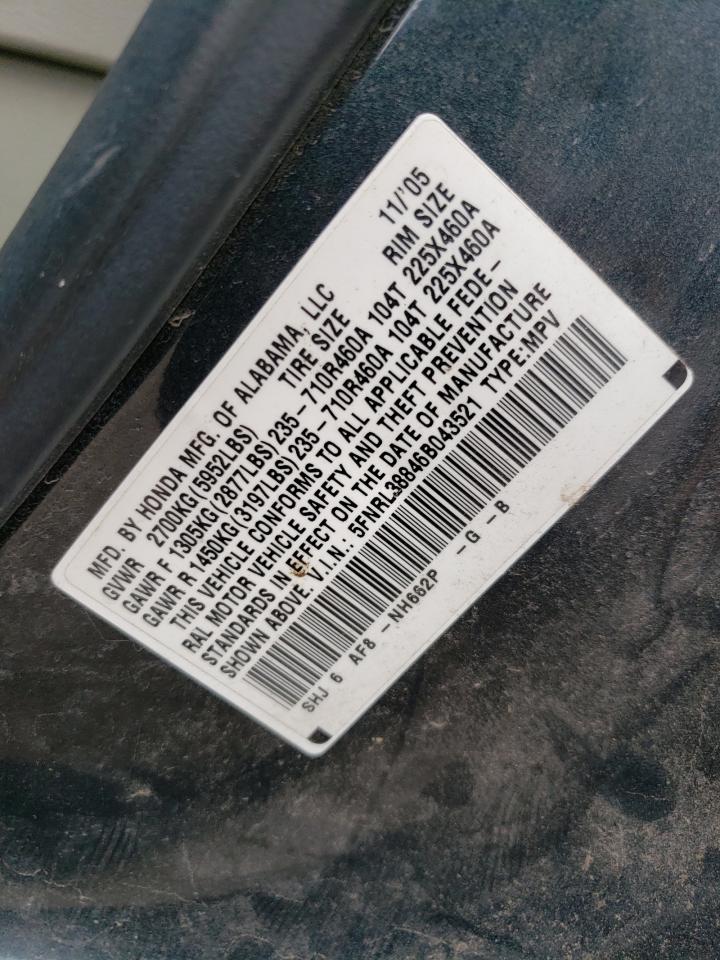 MFD. BY HONDA MFG. OF ALABAMA, LLC 11/'05
GVWR 2700KG(5952LBS) TIRE SIZE RIM SIZE
GAWR F 1305KG(2877LBS) 235-710R460A 104T 225X460A
GAWR R 1450KG(3197LBS) 235-710R460A 104T 225X460A
THIS VEHICLE CONFORMS TO ALL APPLICABLE FEDE-
RAL MOTOR VEHICLE SAFETY AND THEFT PREVENTION
STANDARDS IN EFFECT ON THE DATE OF MANUFACTURE
SHOWN ABOVE. V.I.N.: 5FNRL38846B043521 TYPE:MPV
SHJ 6 AF8 -NH662P -G -B